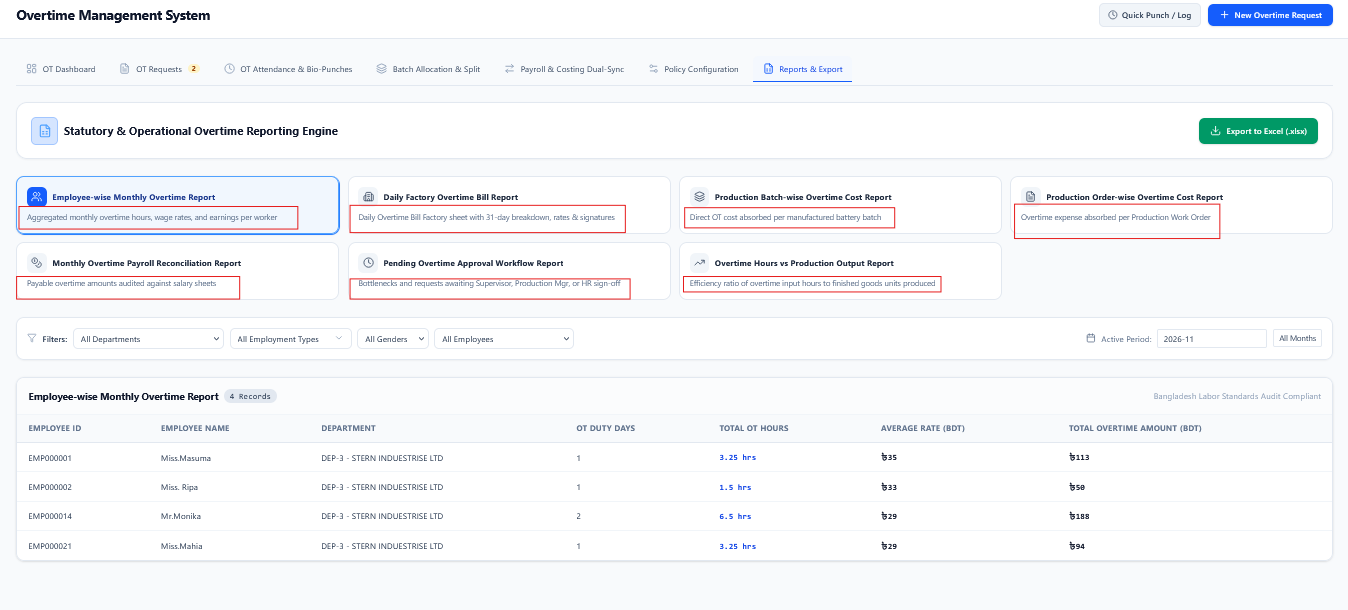 Overtime Management System
Quick Punch / Log
+ New Overtime Request
OT Dashboard
OT Requests 2
OT Attendance & Bio-Punches
Batch Allocation & Split
Payroll & Costing Dual-Sync
Policy Configuration
Reports & Export
Statutory & Operational Overtime Reporting Engine
Export to Excel (.xlsx)
Employee-wise Monthly Overtime Report
Aggregated monthly overtime hours, wage rates, and earnings per worker
Daily Factory Overtime Bill Report
Daily Overtime Bill Factory sheet with 31-day breakdown, rates & signatures
Production Batch-wise Overtime Cost Report
Direct OT cost absorbed per manufactured battery batch
Production Order-wise Overtime Cost Report
Overtime expense absorbed per Production Work Order
Monthly Overtime Payroll Reconciliation Report
Payable overtime amounts audited against salary sheets
Pending Overtime Approval Workflow Report
Bottlenecks and requests awaiting Supervisor, Production Mgr, or HR sign-off
Overtime Hours vs Production Output Report
Efficiency ratio of overtime input hours to finished goods units produced
Filters: All Departments All Employment Types All Genders All Employees Active Period: 2026-11 All Months
Employee-wise Monthly Overtime Report 4 Records Bangladesh Labor Standards Audit Compliant
EMPLOYEE ID EMPLOYEE NAME DEPARTMENT OT DUTY DAYS TOTAL OT HOURS AVERAGE RATE (BDT) TOTAL OVERTIME AMOUNT (BDT)
EMP000001 Miss.Masuma DEP-3 - STERN INDUESTRISE LTD 1 3.25 hrs ৳35 ৳113
EMP000002 Miss. Ripa DEP-3 - STERN INDUESTRISE LTD 1 1.5 hrs ৳33 ৳50
EMP000014 Mr.Monika DEP-3 - STERN INDUESTRISE LTD 2 6.5 hrs ৳29 ৳188
EMP000021 Miss.Mahia DEP-3 - STERN INDUESTRISE LTD 1 3.25 hrs ৳29 ৳94